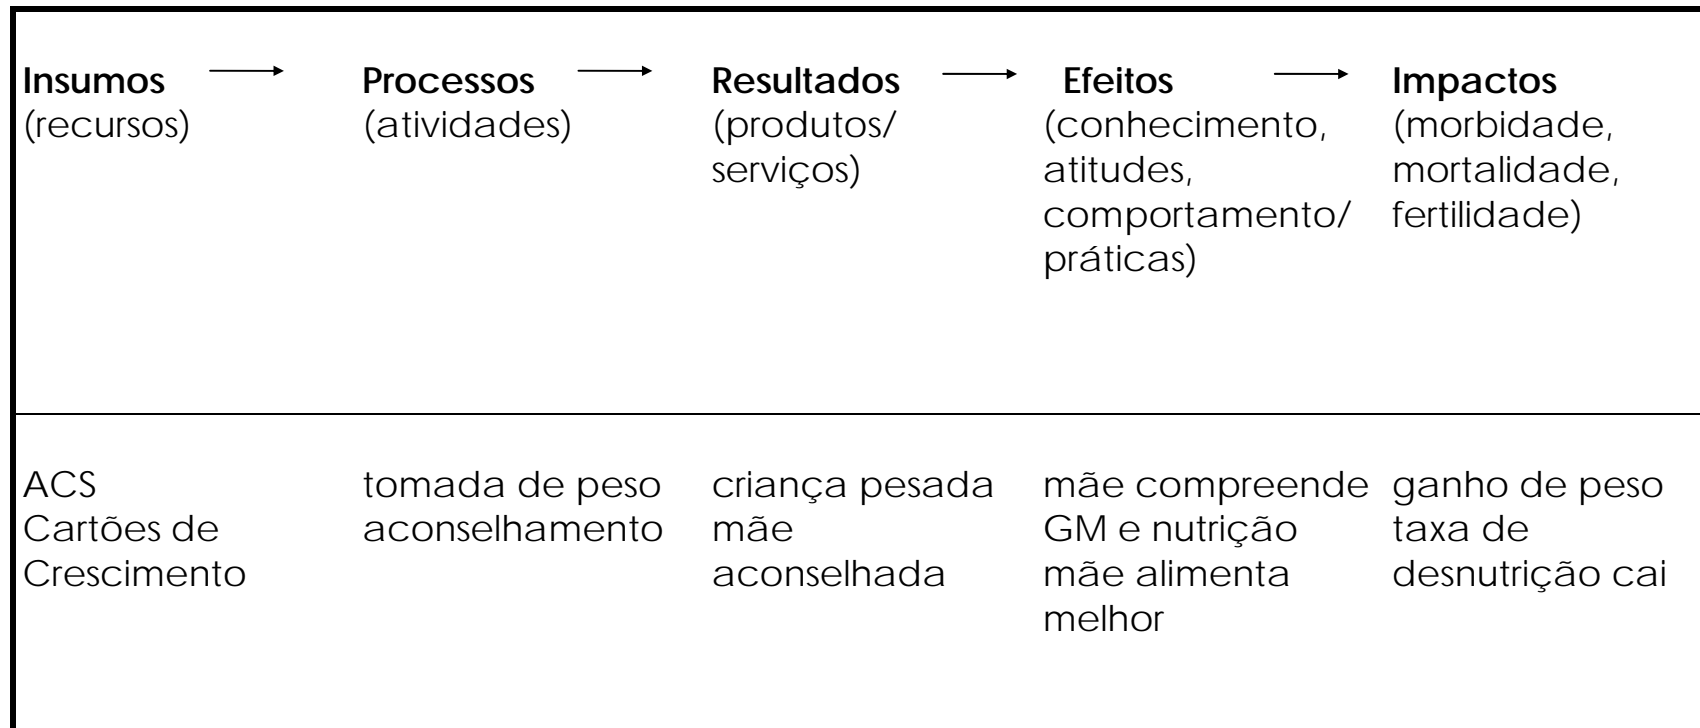 Insumos
(recursos)
Processos
(atividades)
Resultados
(produtos/
serviços)
Efeitos
(conhecimento,
atitudes,
comportamento/
práticas)
Impactos
(morbidade,
mortalidade,
fertilidade)
ACS
Cartões de
Crescimento
tomada de peso
aconselhamento
criança pesada
mãe
aconselhada
mãe compreende
GM e nutrição
mãe alimenta
melhor
ganho de peso
taxa de
desnutrição cai